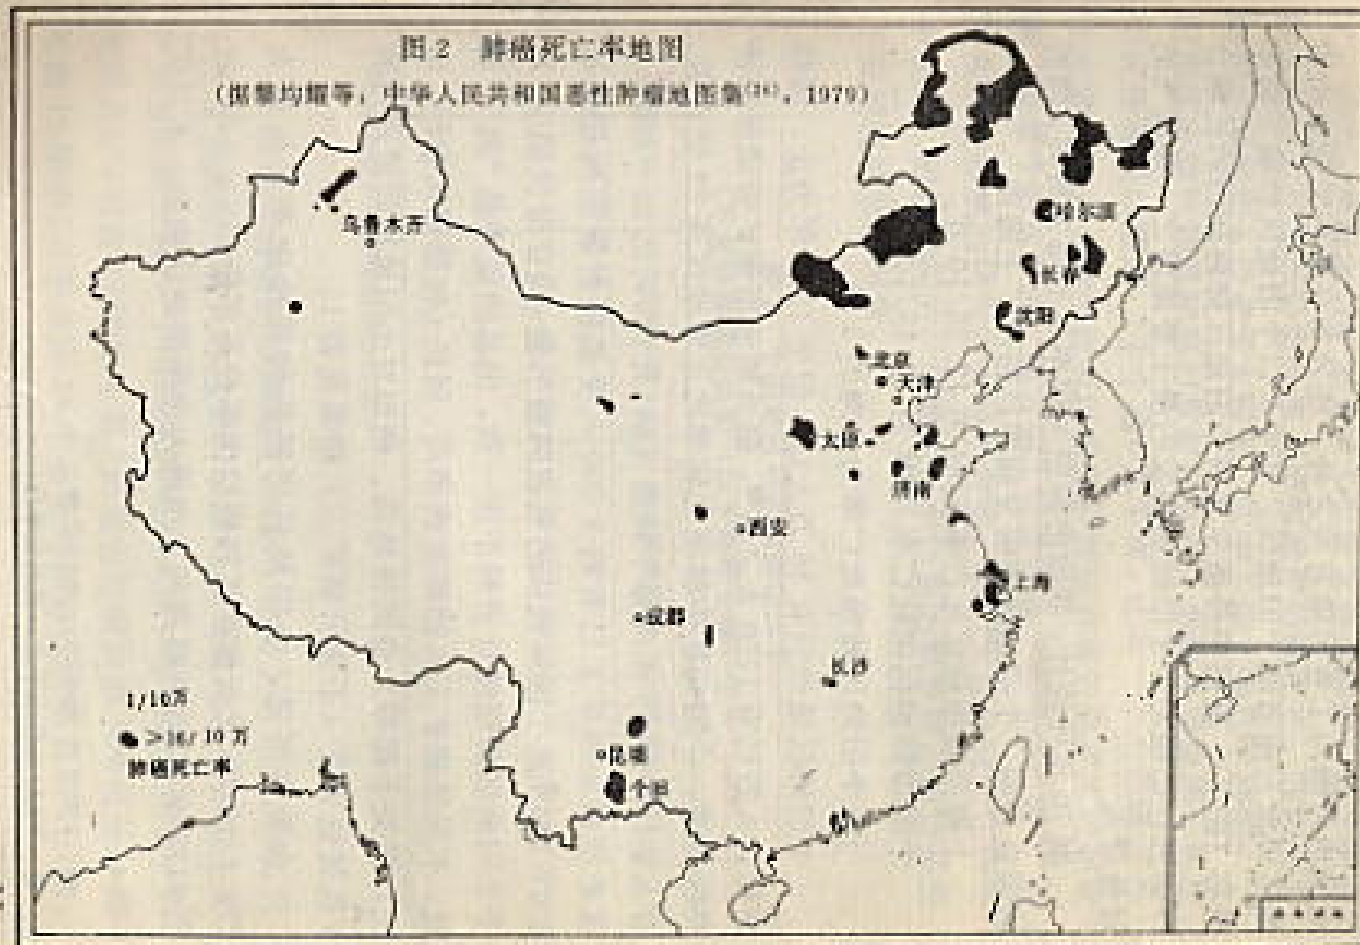 图2 肺癌死亡率地图
(据黎均耀等:中华人民共和国恶性肿瘤地图集,1979)
乌鲁木齐
哈尔滨
长春
沈阳
北京
天津
太原
济南
西安
上海
成都
长沙
昆明
个旧
1/10万
>16/10万
肺癌死亡率